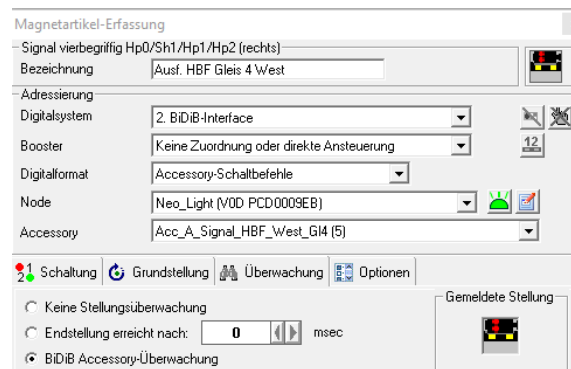 Magnetartikel-Erfassung
Signal vierbegriffig Hp0/Sh1/Hp1/Hp2 (rechts)
Bezeichnung Ausf. HBF Gleis 4 West
Adressierung
Digitalsystem 2. BiDiB-Interface
Booster Keine Zuordnung oder direkte Ansteuerung 12
Digitalformat Accessory-Schaltbefehle
Node Neo_Light (V0D PCD0009EB)
Accessory Acc_A_Signal_HBF_West_Gl4 (5)
1 2 Schaltung Grundstellung Überwachung Optionen
Keine Stellungsüberwachung Gemeldete Stellung
Endstellung erreicht nach: 0 msec
BiDiB Accessory-Überwachung